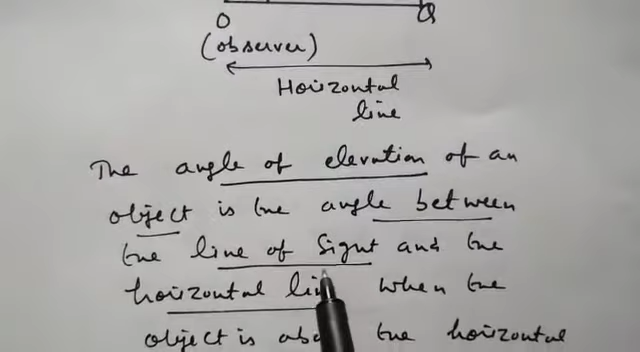 O Q
(observer)
Horizontal
line
The angle of elevation of an
object is the angle between
the line of sight and the
horizontal when the
object is the horizontal